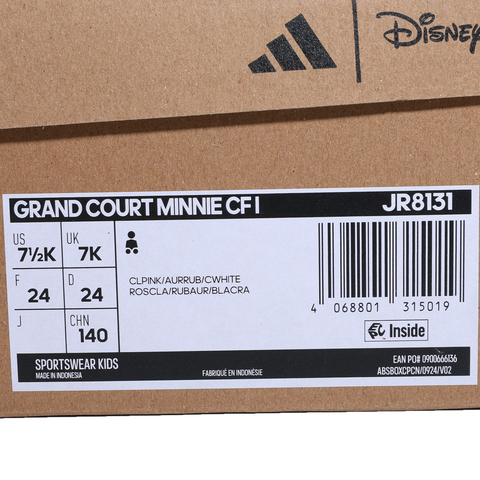 Disney
GRAND COURT MINNIE CF I JR8131
US 7½K UK 7K
F 24 D 24
J CHN 140
CLPINK/AURRUB/CWHITE
ROSCLA/RUBAUR/BLACRA
4 068801 315019
Inside
SPORTSWEAR KIDS
MADE IN INDONESIA
FABRIQUÉ EN INDONÉSIE
EAN PO# 0900666136
ABSBOXCPCN/0924/V02